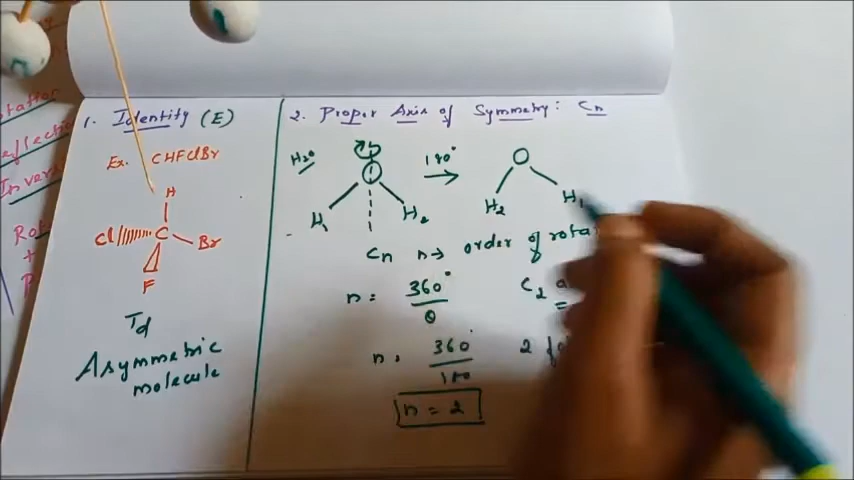 1. Identity (E)
Ex. CHFClBr
H
Cl C Br
F
Td
Asymmetric
molecule
2. Proper Axis of Symmetry: Cn
H2O
180°
H1 H2
H2 H1
Cn n→ order of rota
n = 360° / θ
C2
n = 360° / 180
2 fo
n = 2